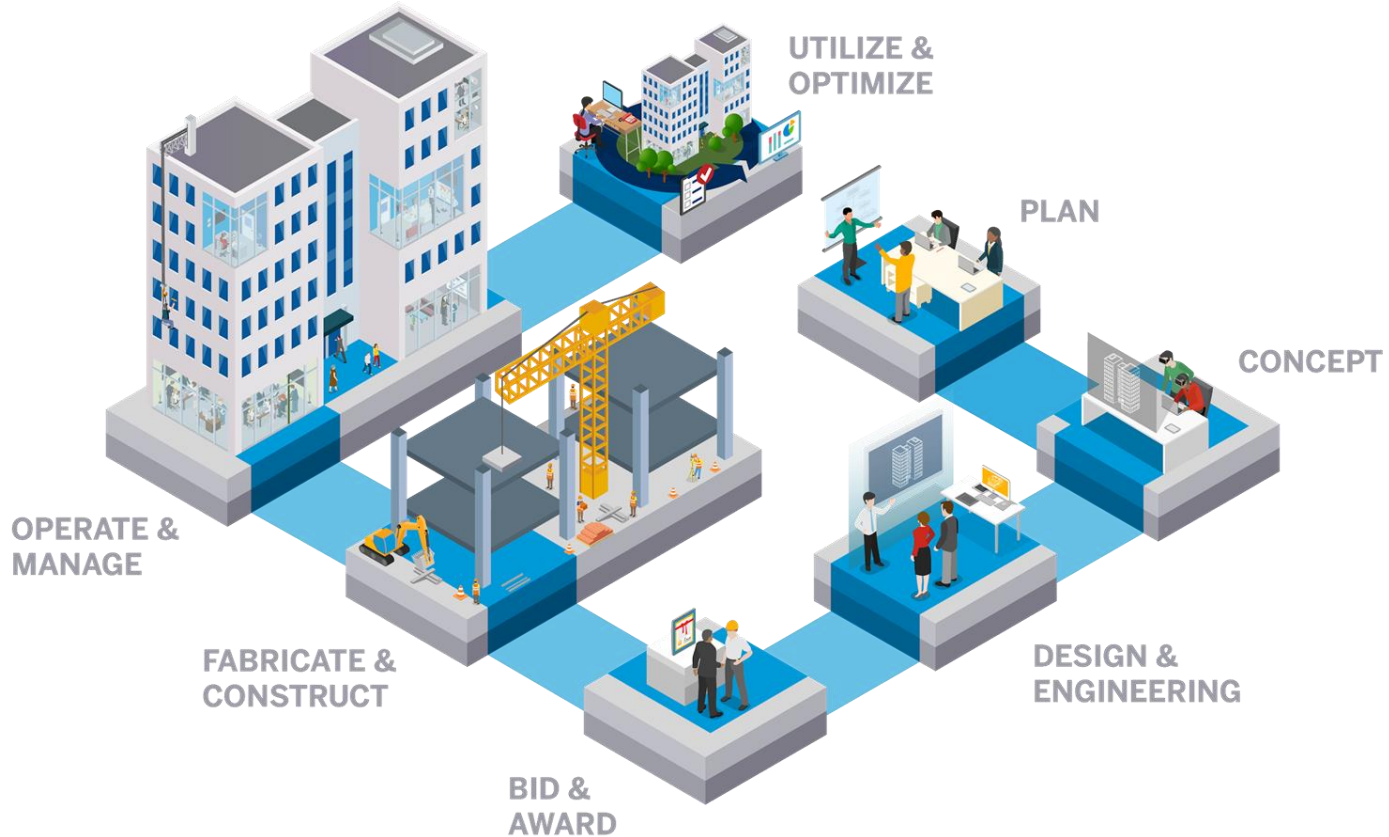 UTILIZE &
OPTIMIZE
PLAN
CONCEPT
OPERATE &
MANAGE
FABRICATE &
CONSTRUCT
DESIGN &
ENGINEERING
BID &
AWARD